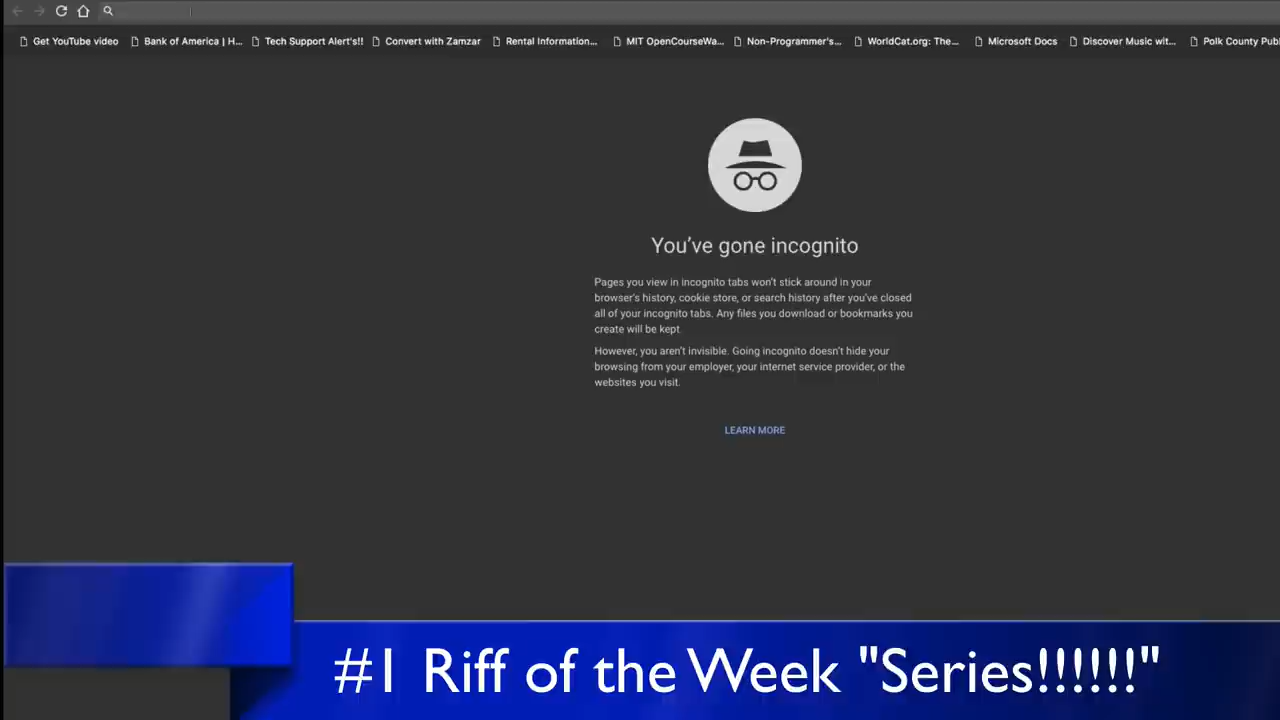 Get YouTube video Bank of America | H... Tech Support Alert's!! Convert with Zamzar Rental Information... MIT OpenCourseWa... Non-Programmer's... WorldCat.org: The... Microsoft Docs Discover Music wit... Polk County Publ
You've gone incognito
Pages you view in incognito tabs won't stick around in your
browser's history, cookie store, or search history after you've closed
all of your incognito tabs. Any files you download or bookmarks you
create will be kept.
However, you aren't invisible. Going incognito doesn't hide your
browsing from your employer, your internet service provider, or the
websites you visit.
LEARN MORE
#1 Riff of the Week "Series!!!!!!"